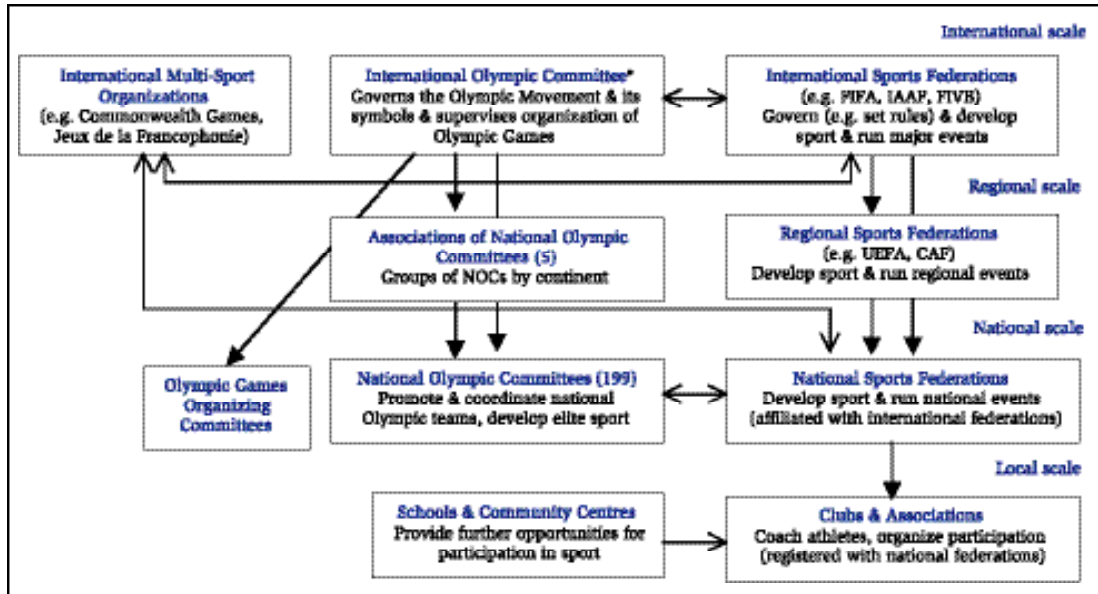 International scale
International Multi-Sport
Organizations
(e.g. Commonwealth Games,
Jeux de la Francophonie)
International Olympic Committee*
Governs the Olympic Movement & its
symbols & supervises organization of
Olympic Games
International Sports Federations
(e.g. FIFA, IAAF, FIVB)
Govern (e.g. set rules) & develop
sport & run major events
Regional scale
Associations of National Olympic
Committees (5)
Groups of NOCs by continent
Regional Sports Federations
(e.g. UEFA, CAF)
Develop sport & run regional events
National scale
Olympic Games
Organizing
Committees
National Olympic Committees (199)
Promote & coordinate national
Olympic teams, develop elite sport
National Sports Federations
Develop sport & run national events
(affiliated with international federations)
Local scale
Schools & Community Centres
Provide further opportunities for
participation in sport
Clubs & Associations
Coach athletes, organize participation
(registered with national federations)